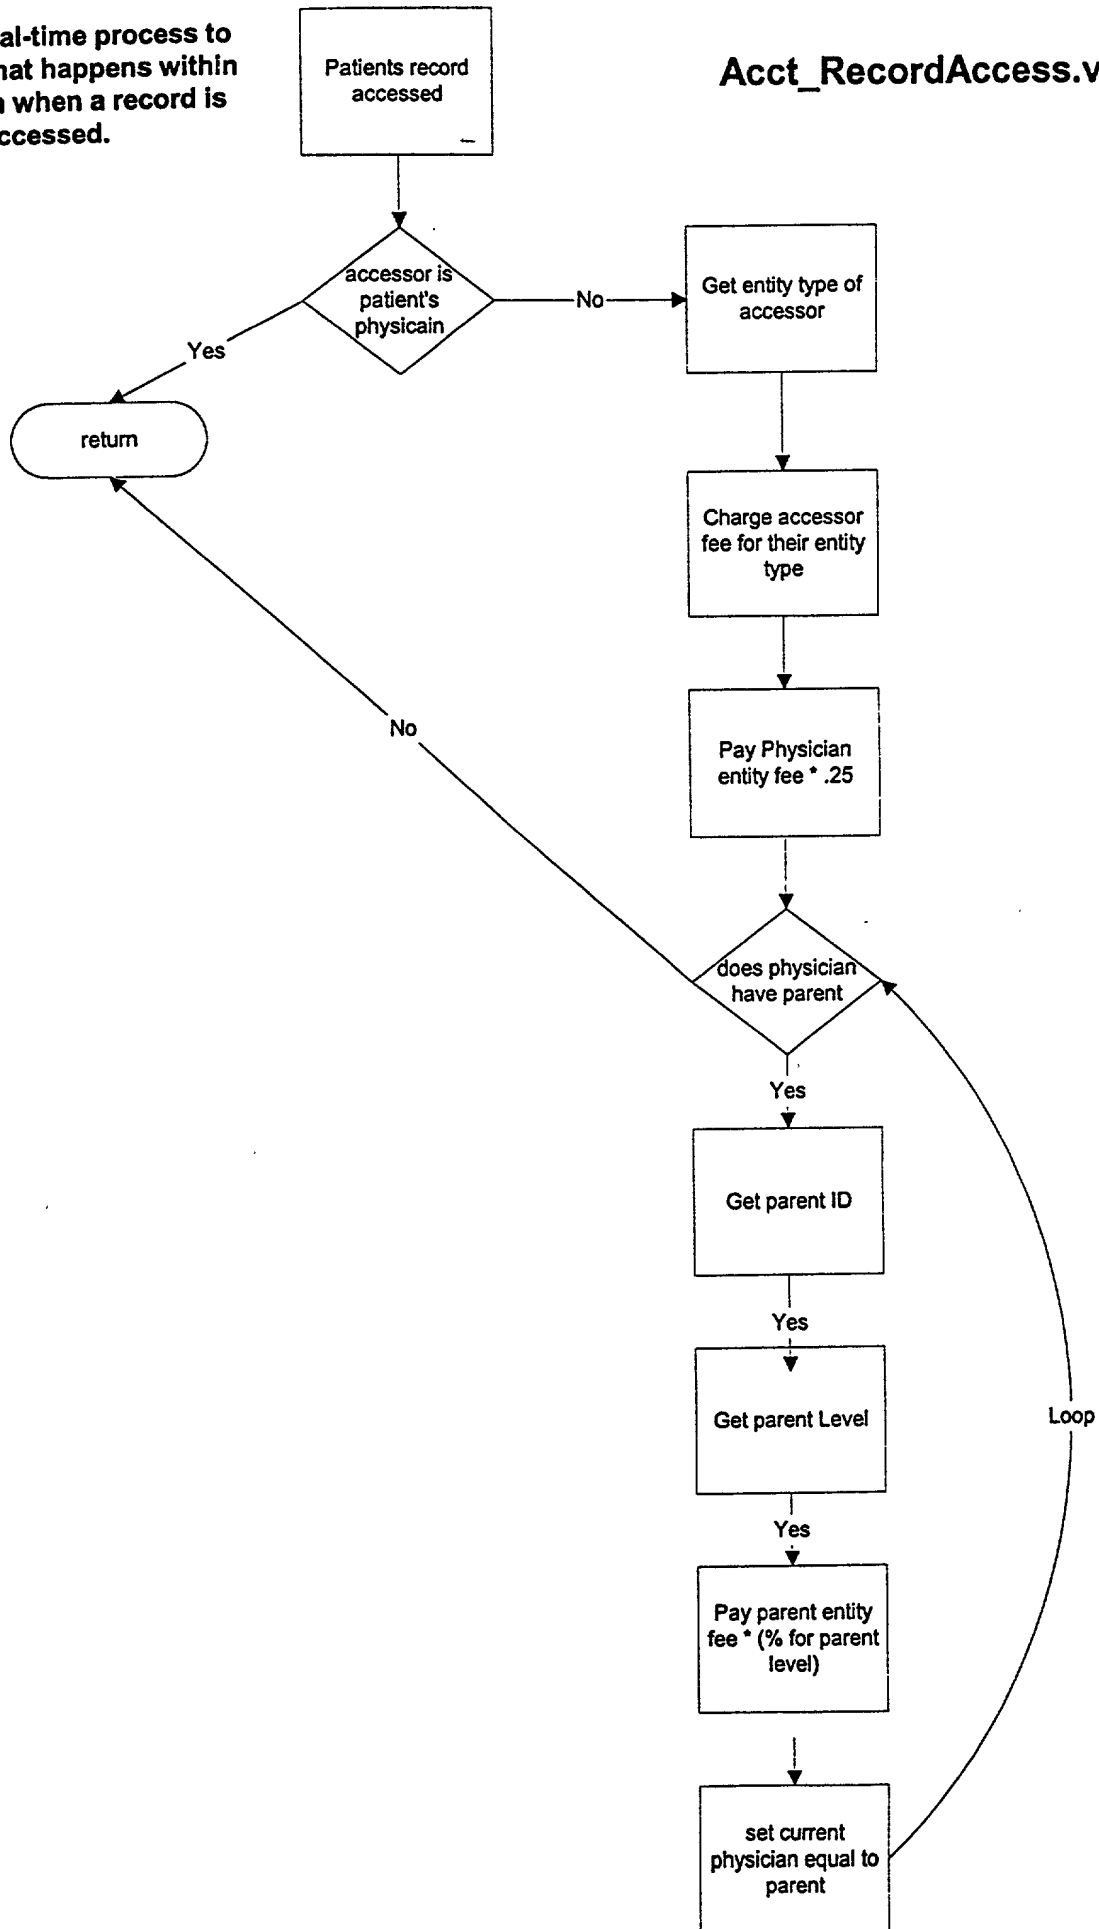 al-time process to
hat happens within
when a record is
ccessed.
Acct_RecordAccess.v
Patients record
accessed
accessor is
patient's
physicain
No
Get entity type of
accessor
Yes
return
Charge accessor
fee for their entity
type
Pay Physician
entity fee * .25
No
does physician
have parent
Yes
Get parent ID
Yes
Get parent Level
Loop
Yes
Pay parent entity
fee * (% for parent
level)
set current
physician equal to
parent